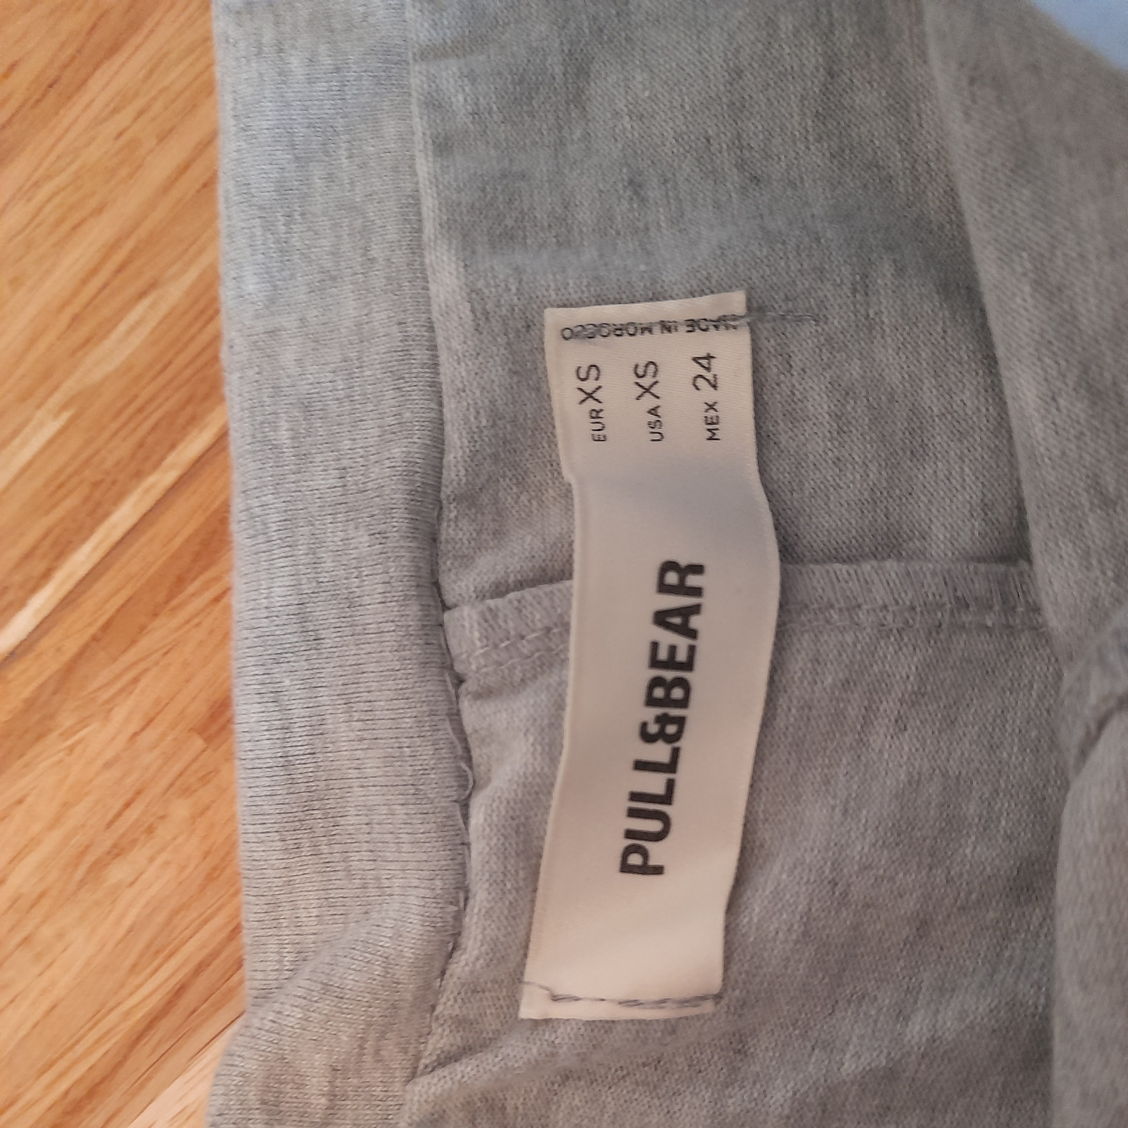 PULL&BEAR
EUR XS
USA XS
MEX 24
MADE IN MOROCCO